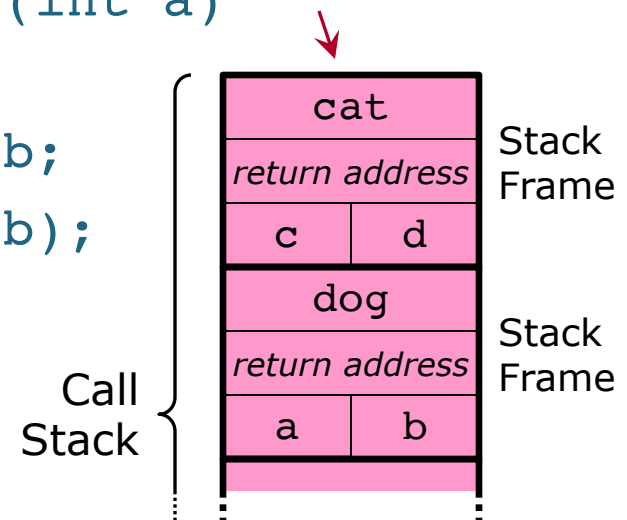 (int a)
b;
b);
cat
return address
c d
Stack
Frame
dog
return address
a b
Stack
Frame
Call
Stack